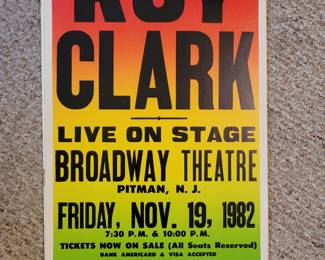 ROY
CLARK
LIVE ON STAGE
BROADWAY THEATRE
PITMAN, N. J.
FRIDAY, NOV. 19, 1982
7:30 P.M. & 10:00 P.M.
TICKETS NOW ON SALE (All Seats Reserved)
BANK AMERICARD & VISA ACCEPTED